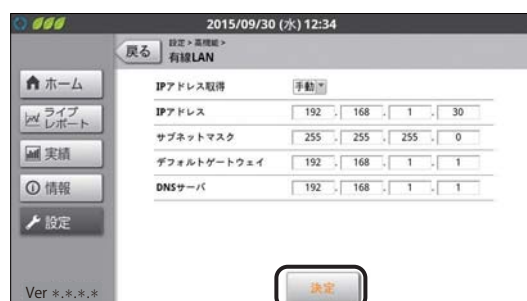 2015/09/30 (水) 12:34
戻る
設定 > 高機能 >
有線LAN
ホーム
ライブ
レポート
実績
情報
設定
Ver *.*.*.*
IPアドレス取得 手動
IPアドレス 192 . 168 . 1 . 30
サブネットマスク 255 . 255 . 255 . 0
デフォルトゲートウェイ 192 . 168 . 1 . 1
DNSサーバ 192 . 168 . 1 . 1
決定